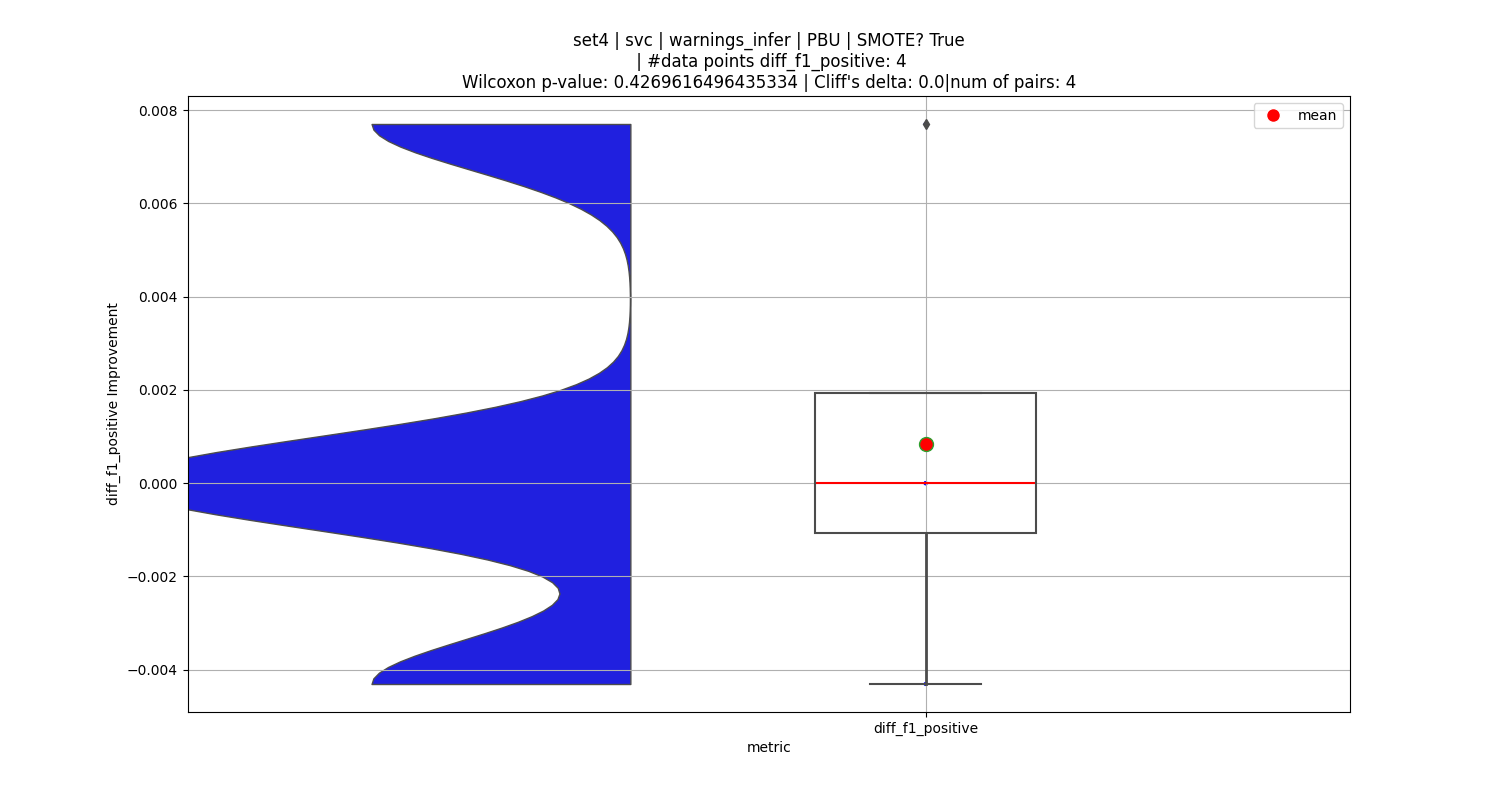 set4 | svc | warnings_infer | PBU | SMOTE? True
| #data points diff_f1_positive: 4
Wilcoxon p-value: 0.4269616496435334 | Cliff's delta: 0.0|num of pairs: 4
mean
0.008
0.006
0.004
0.002
0.000
−0.002
−0.004
diff_f1_positive Improvement
diff_f1_positive
metric